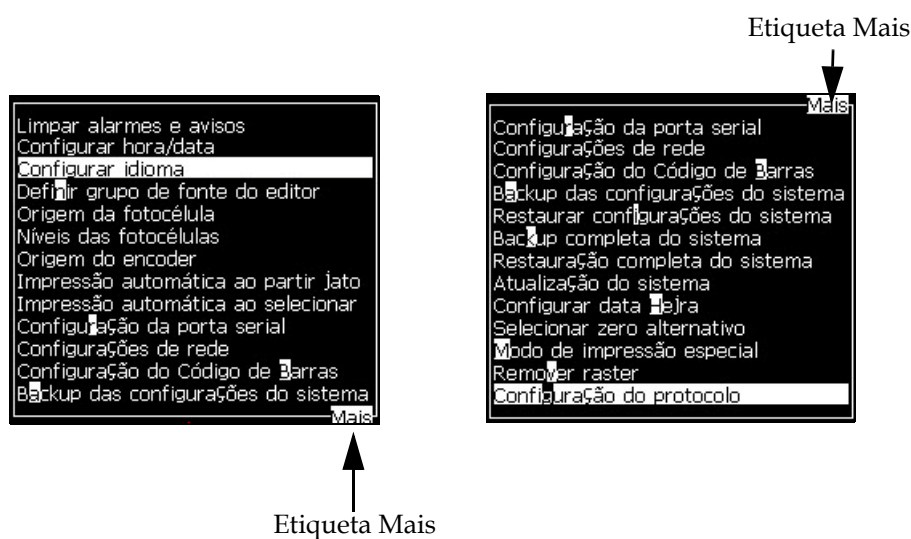 Etiqueta Mais
Limpar alarmes e avisos
Configurar hora/data
Configurar idioma
Definir grupo de fonte do editor
Origem da fotocélula
Níveis das fotocélulas
Origem do encoder
Impressão automática ao partir jato
Impressão automática ao selecionar
Configuração da porta serial
Configurações de rede
Configuração do Código de Barras
Backup das configurações do sistema
Mais
Etiqueta Mais
Mais
Configuração da porta serial
Configurações de rede
Configuração do Código de Barras
Backup das configurações do sistema
Restaurar configurações do sistema
Backup completa do sistema
Restauração completa do sistema
Atualização do sistema
Configurar data Hejra
Selecionar zero alternativo
Modo de impressão especial
Remover raster
Configuração do protocolo